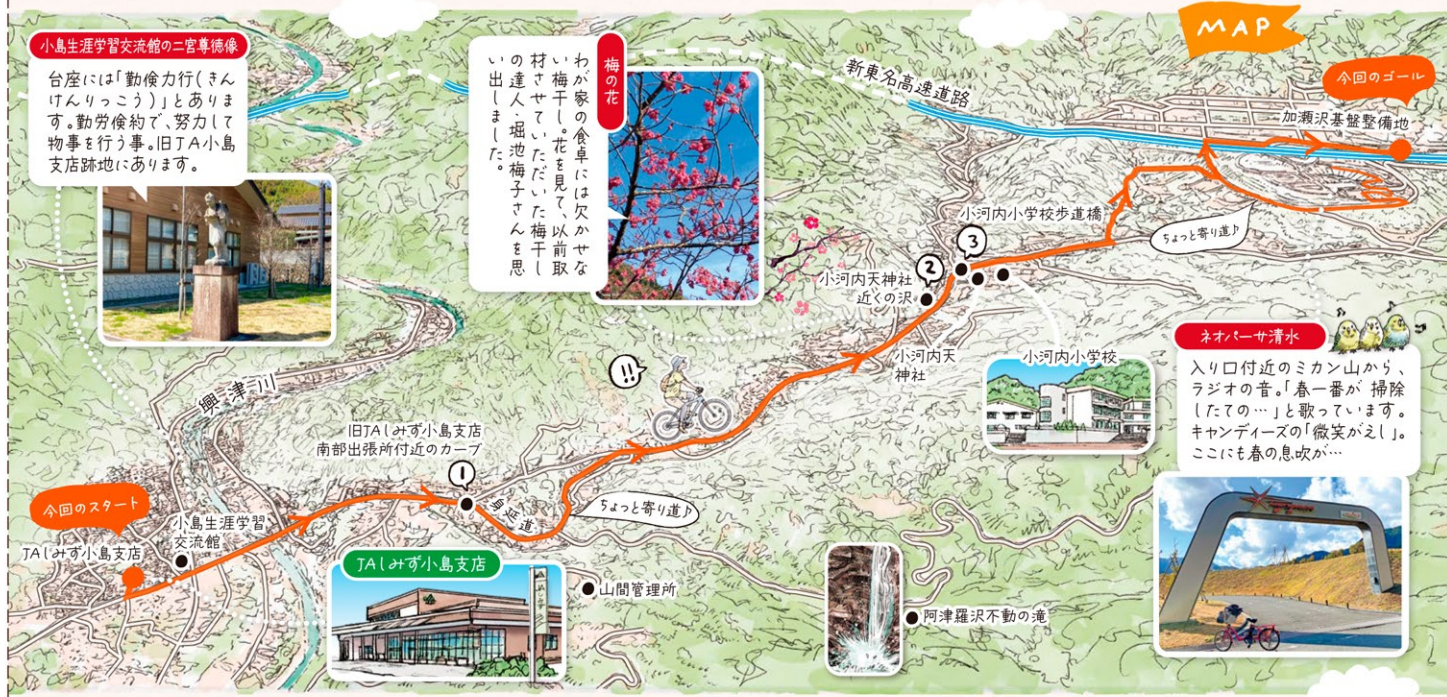 MAP
小島生涯学習交流館の二宮尊徳像
台座には「勤倹力行(きん
けんりっこう)」とありま
す。勤労倹約で、努力して
物事を行う事。旧JA小島
支店跡地にあります。
梅の花
わが家の食卓には欠かせな
い梅干し。花を見て、以前取
材させていただいた梅干し
の達人・堀池梅子さんを思
い出しました。
新東名高速道路
今回のゴール
加瀬沢基盤整備地
小河内小学校歩道橋
ちょっと寄り道♪
3
2
小河内天神社
近くの沢
小河内天
神社
小河内小学校
ネオパーサ清水
入り口付近のミカン山から、
ラジオの音。「春一番が 掃除
したての…」と歌っています。
キャンディーズの「微笑がえし」。
ここにも春の息吹が…
興津川
!!
旧JAしみず小島支店
南部出張所付近のカーブ
1
身延道
ちょっと寄り道♪
今回のスタート
JAしみず小島支店
小島生涯学習
交流館
JAしみず小島支店
山間管理所
阿津羅沢不動の滝